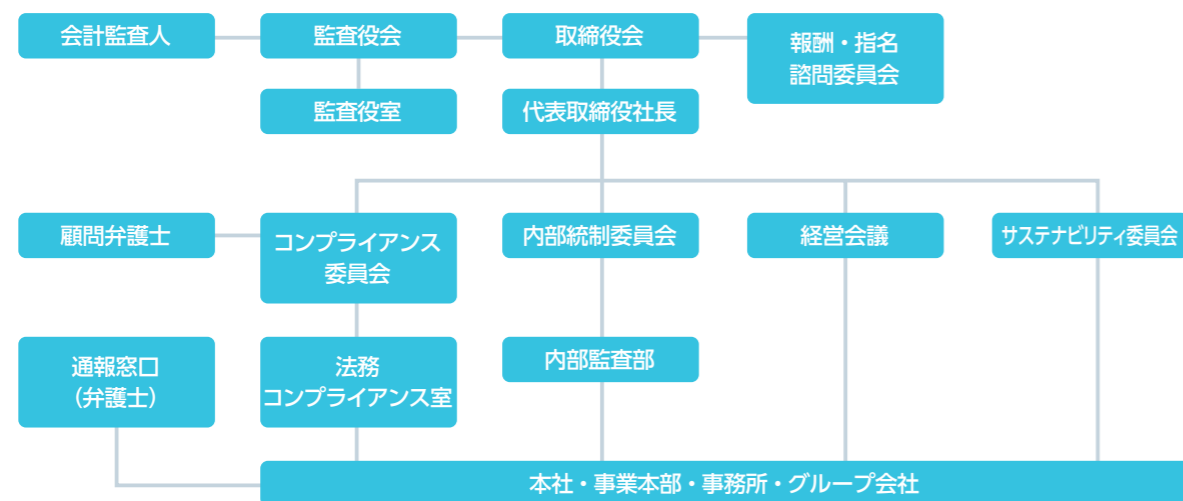 会計監査人
監査役会
取締役会
報酬・指名
諮問委員会
監査役室
代表取締役社長
顧問弁護士
コンプライアンス
委員会
内部統制委員会
経営会議
サステナビリティ委員会
通報窓口
（弁護士）
法務
コンプライアンス室
内部監査部
本社・事業本部・事務所・グループ会社